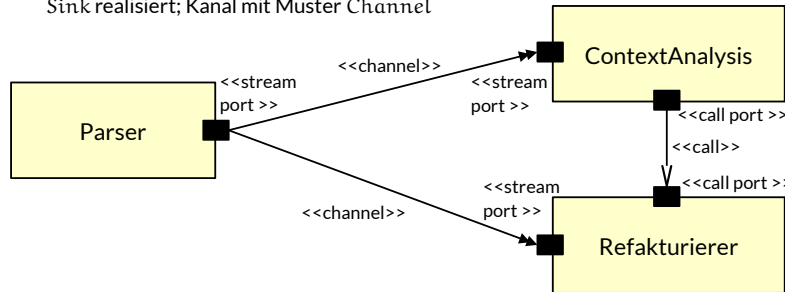 Sink realisiert; Kanal mit Muster Channel
<<channel>>
ContextAnalysis
<<stream
port >>
<<stream
port >>
Parser
<<call port >>
<<call>>
<<stream
port >>
<<call port >>
<<channel>>
Refakturierer